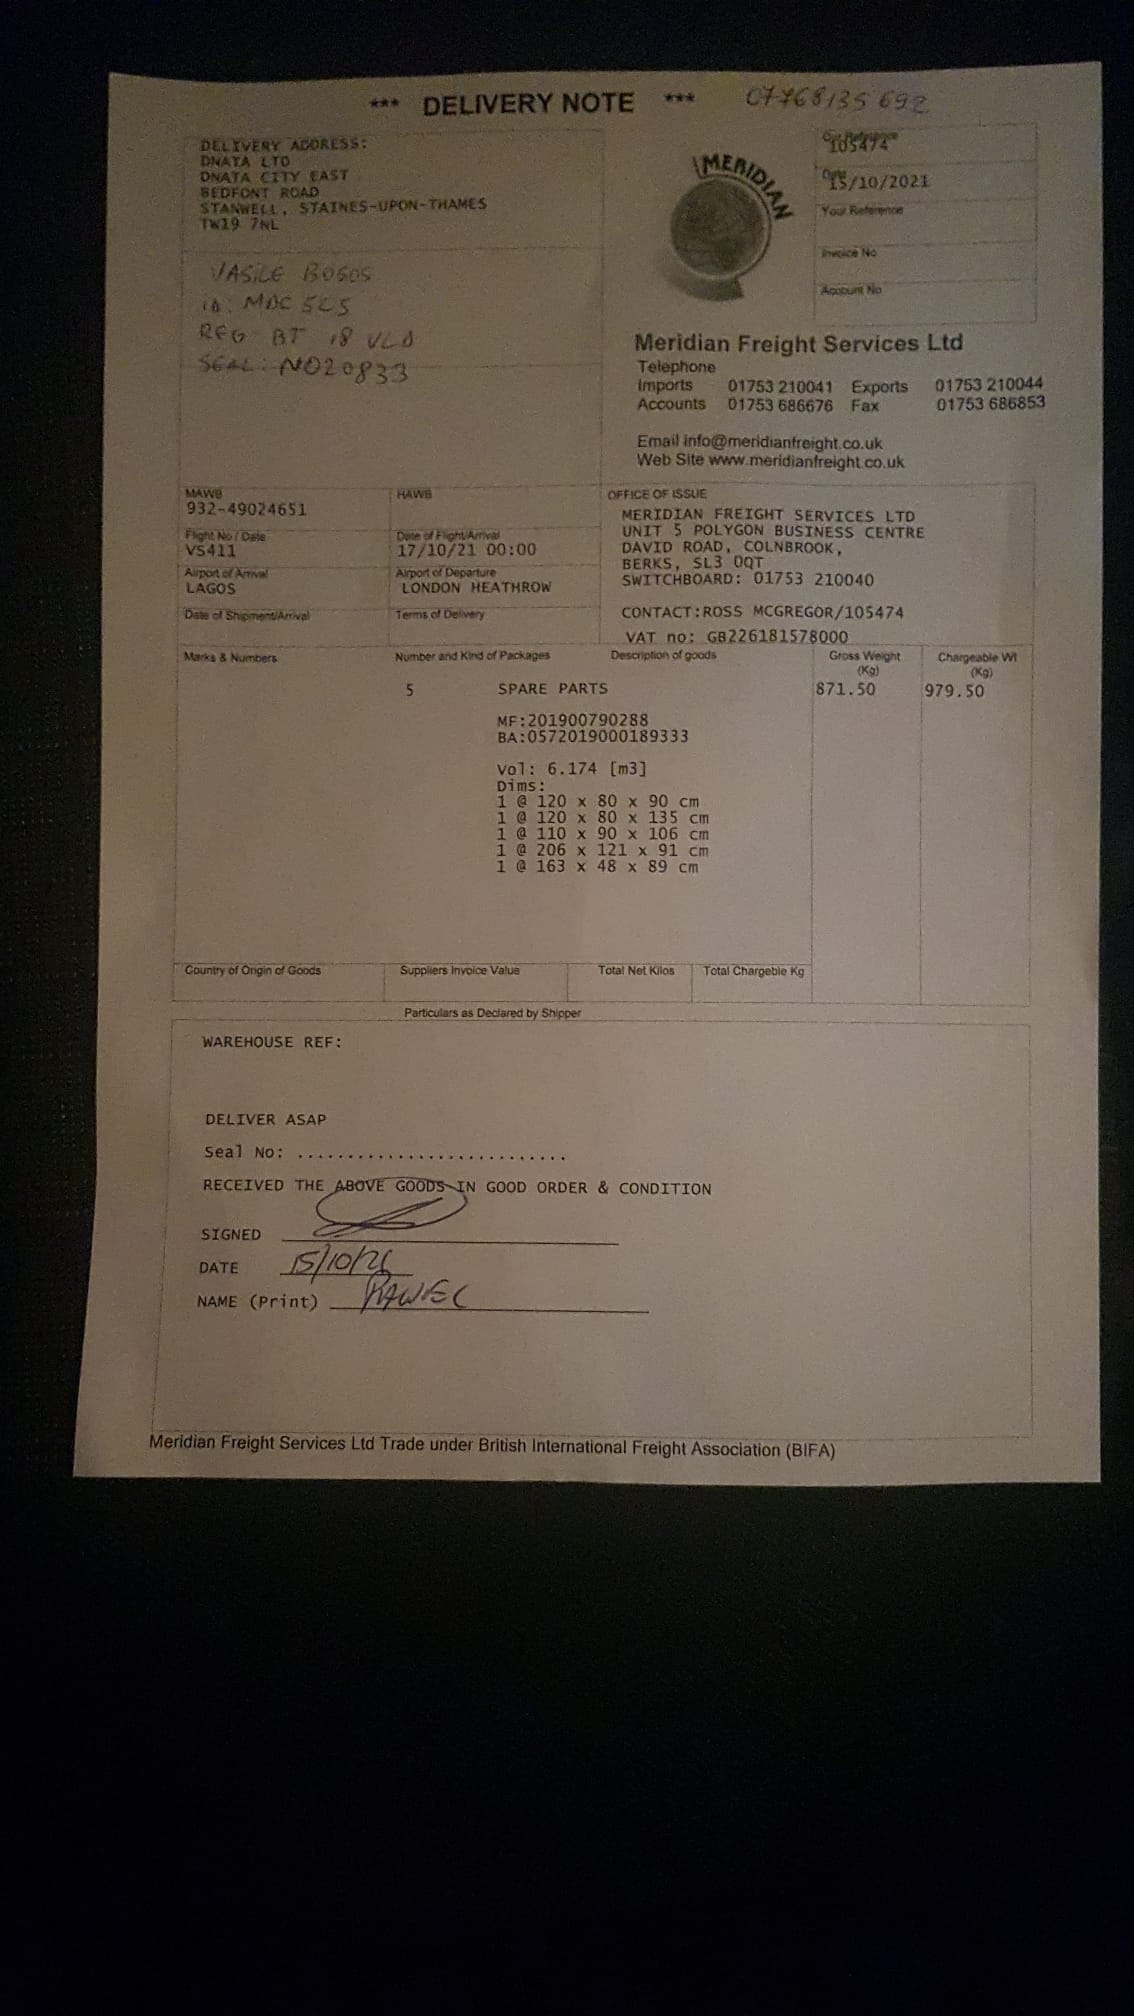 *** DELIVERY NOTE ***
07768135 692
DELIVERY ADDRESS:
DNATA LTD
DNATA CITY EAST
BEDFONT ROAD
STANWELL, STAINES-UPON-THAMES
TW19 7NL
VASILE BOGOS
ID: MDC 5LS
REG BT 18 VLD
SEAL: NO20833
MERIDIAN
Our Reference
105474
Date
15/10/2021
Your Reference
Invoice No
Account No
Meridian Freight Services Ltd
Telephone
Imports 01753 210041 Exports 01753 210044
Accounts 01753 686676 Fax 01753 686853
Email info@meridianfreight.co.uk
Web Site www.meridianfreight.co.uk
MAWB HAWB
932-49024651
Flight No / Date Date of Flight/Arrival
VS411 17/10/21 00:00
Airport of Arrival Airport of Departure
LAGOS LONDON HEATHROW
Date of Shipment/Arrival Terms of Delivery
OFFICE OF ISSUE
MERIDIAN FREIGHT SERVICES LTD
UNIT 5 POLYGON BUSINESS CENTRE
DAVID ROAD, COLNBROOK,
BERKS, SL3 0QT
SWITCHBOARD: 01753 210040
CONTACT:ROSS MCGREGOR/105474
VAT no: GB226181578000
Marks & Numbers Number and Kind of Packages Description of goods Gross Weight (Kg) Chargeable Wt (Kg)
5 SPARE PARTS 871.50 979.50
MF:201900790288
BA:0572019000189333
Vol: 6.174 [m3]
Dims:
1 @ 120 x 80 x 90 cm
1 @ 120 x 80 x 135 cm
1 @ 110 x 90 x 106 cm
1 @ 206 x 121 x 91 cm
1 @ 163 x 48 x 89 cm
Country of Origin of Goods Suppliers Invoice Value Total Net Kilos Total Chargeble Kg
Particulars as Declared by Shipper
WAREHOUSE REF:
DELIVER ASAP
Seal No: ...........................
RECEIVED THE ABOVE GOODS IN GOOD ORDER & CONDITION
SIGNED
DATE 15/10/21
NAME (Print)
Meridian Freight Services Ltd Trade under British International Freight Association (BIFA)